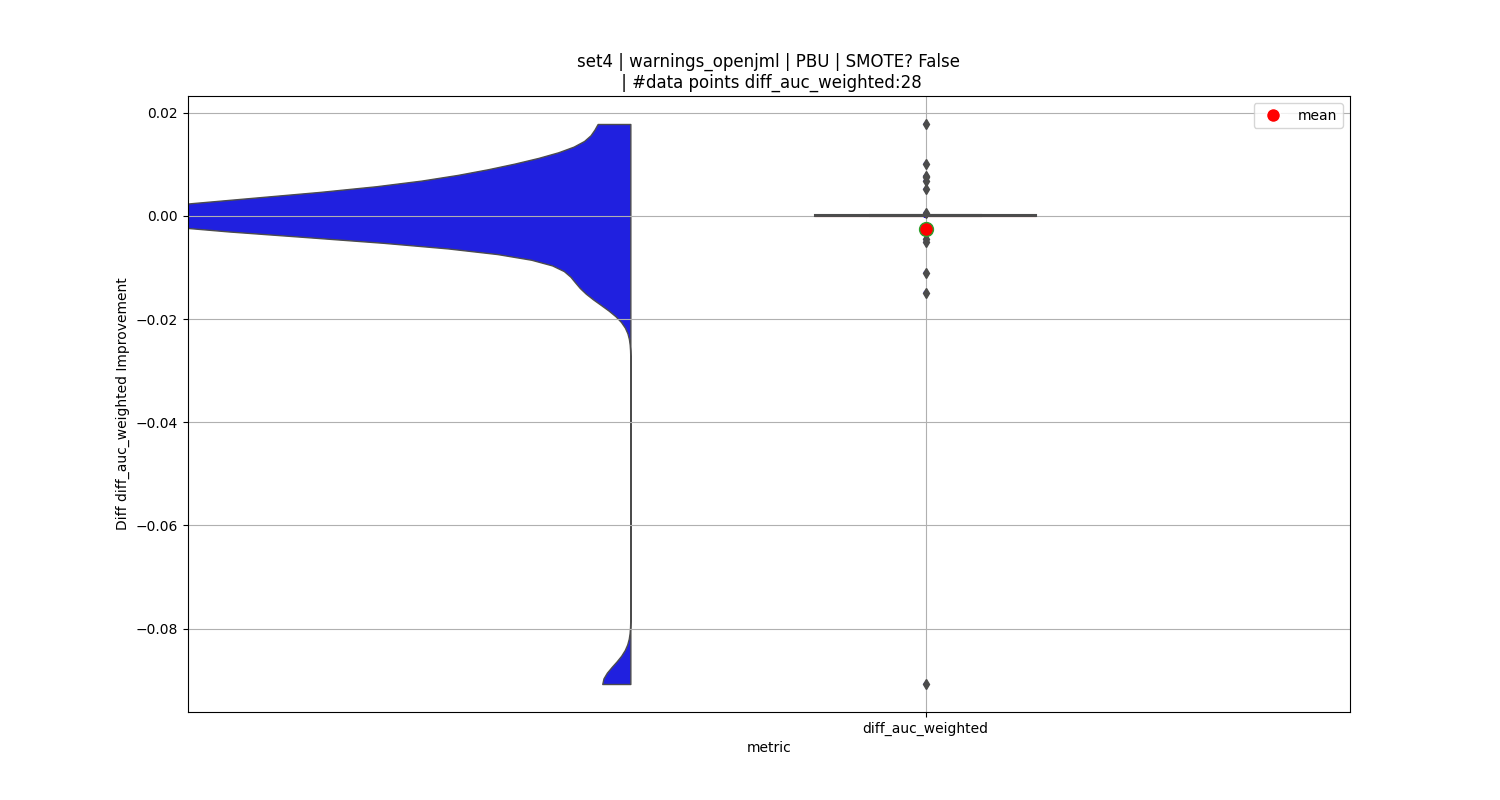 set4 | warnings_openjml | PBU | SMOTE? False
| #data points diff_auc_weighted:28
mean
0.02
0.00
−0.02
−0.04
−0.06
−0.08
Diff diff_auc_weighted Improvement
diff_auc_weighted
metric